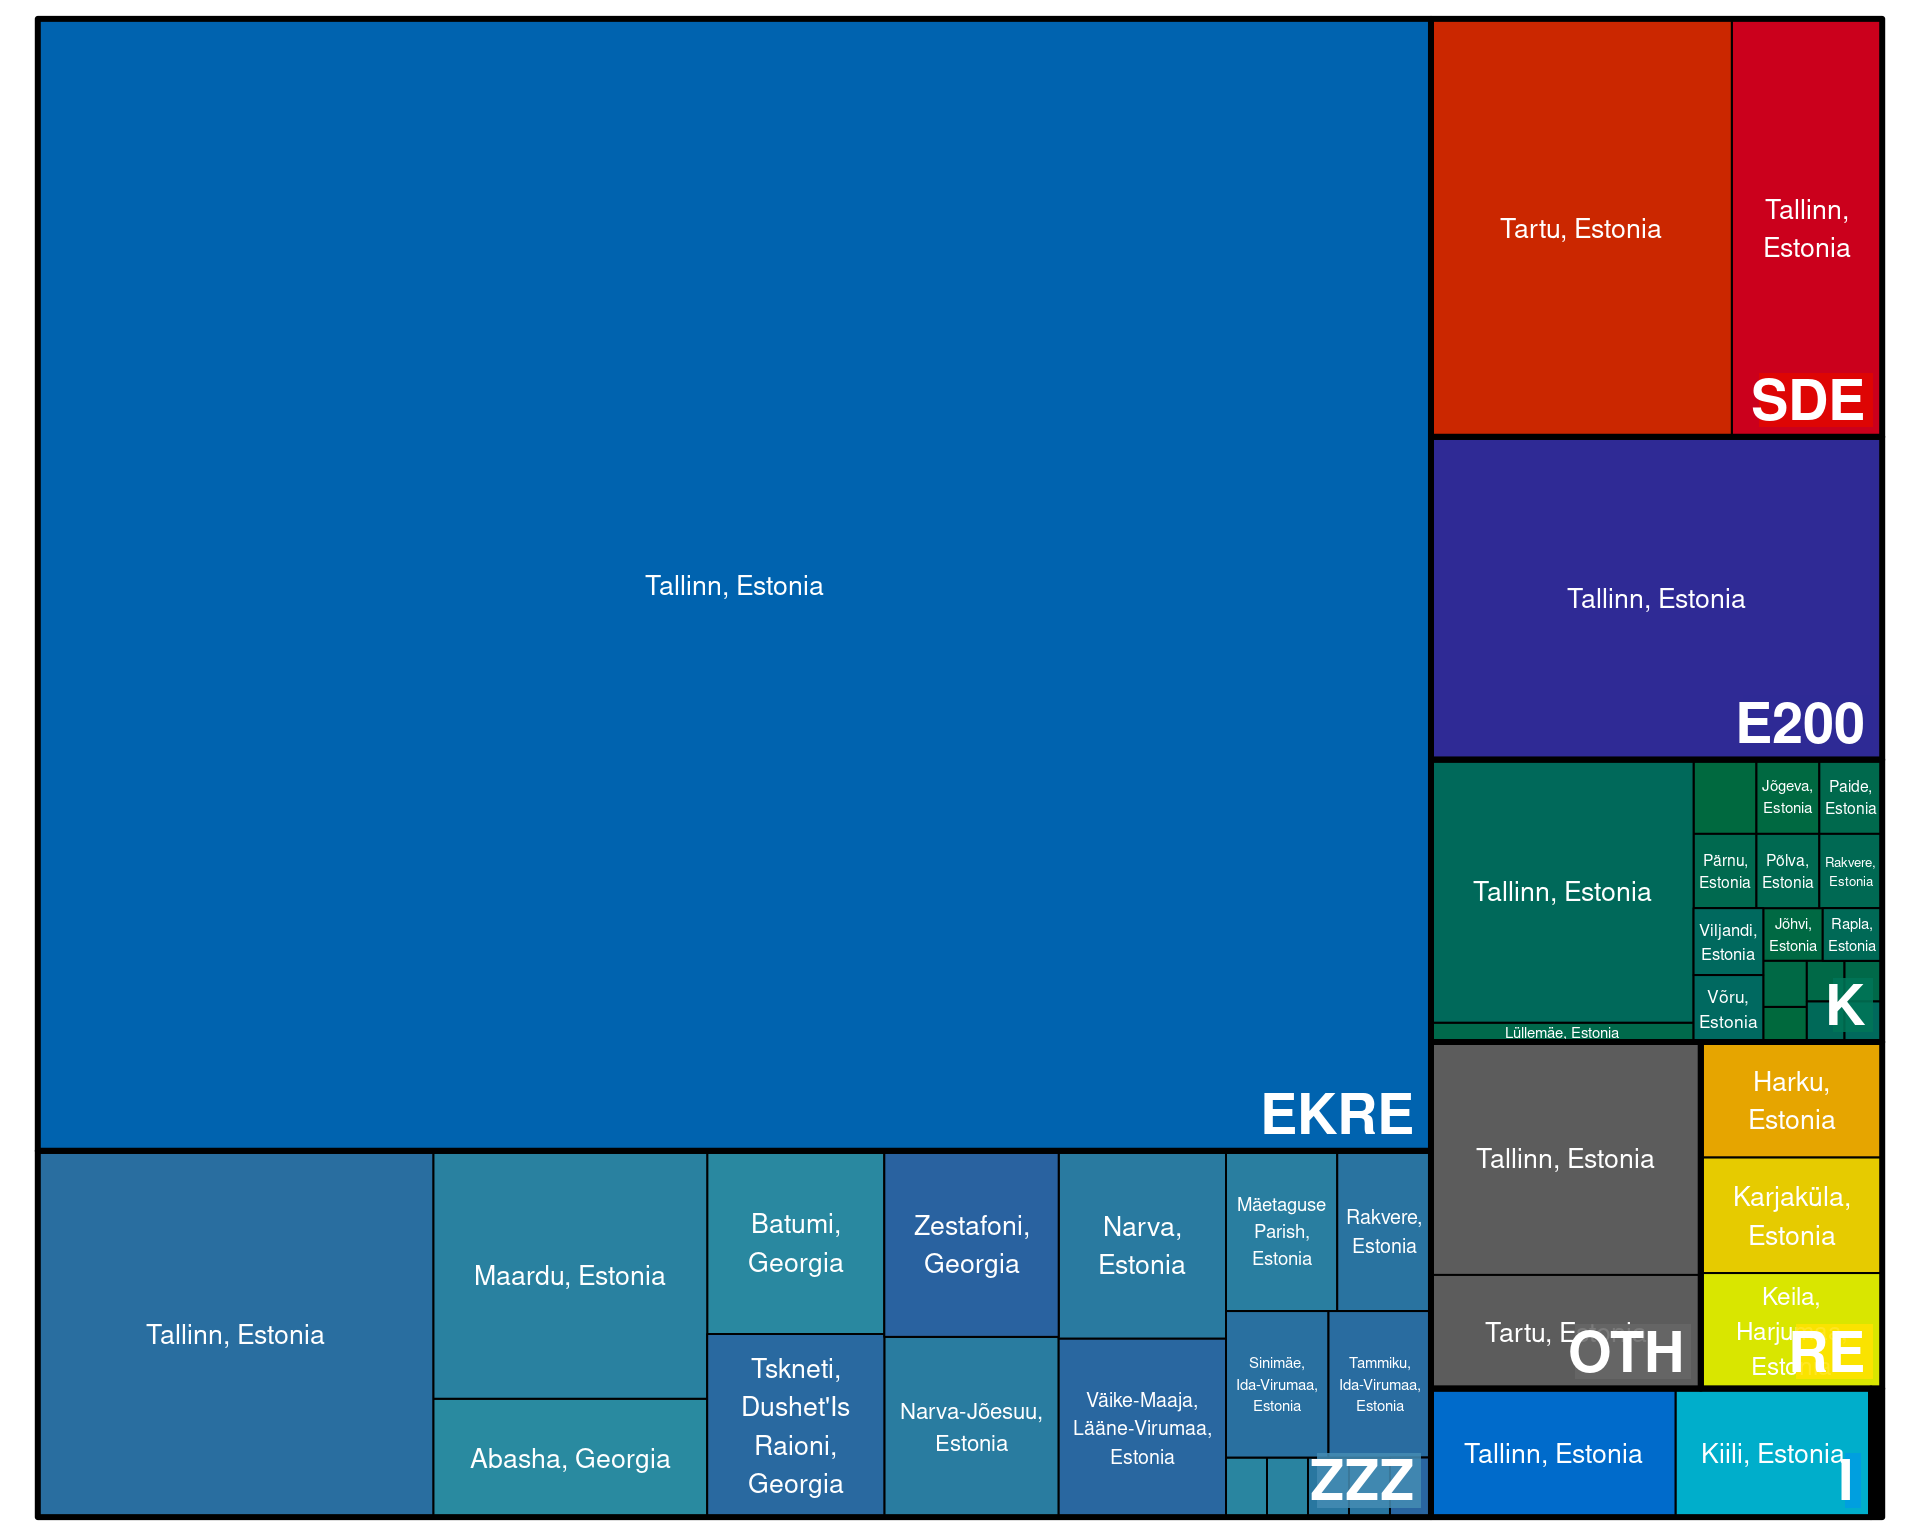 Tallinn, Estonia
EKRE
Tartu, Estonia
Tallinn,
Estonia
SDE
Tallinn, Estonia
E200
Tallinn, Estonia
Jõgeva,
Estonia
Paide,
Estonia
Pärnu,
Estonia
Põlva,
Estonia
Rakvere,
Estonia
Viljandi,
Estonia
Jõhvi,
Estonia
Rapla,
Estonia
Võru,
Estonia
Lüllemäe, Estonia
K
Tallinn, Estonia
Tartu, Estonia
OTH
Harku,
Estonia
Karjaküla,
Estonia
Keila,
RE
Tallinn, Estonia
Kiili, Estonia
I
Tallinn, Estonia
Maardu, Estonia
Abasha, Georgia
Batumi,
Georgia
Tskneti,
Dushet'Is
Raioni,
Georgia
Zestafoni,
Georgia
Narva-Jõesuu,
Estonia
Narva,
Estonia
Väike-Maaja,
Lääne-Virumaa,
Estonia
Mäetaguse
Parish,
Estonia
Rakvere,
Estonia
Sinimäe,
Ida-Virumaa,
Estonia
Tammiku,
Ida-Virumaa,
Estonia
ZZZ